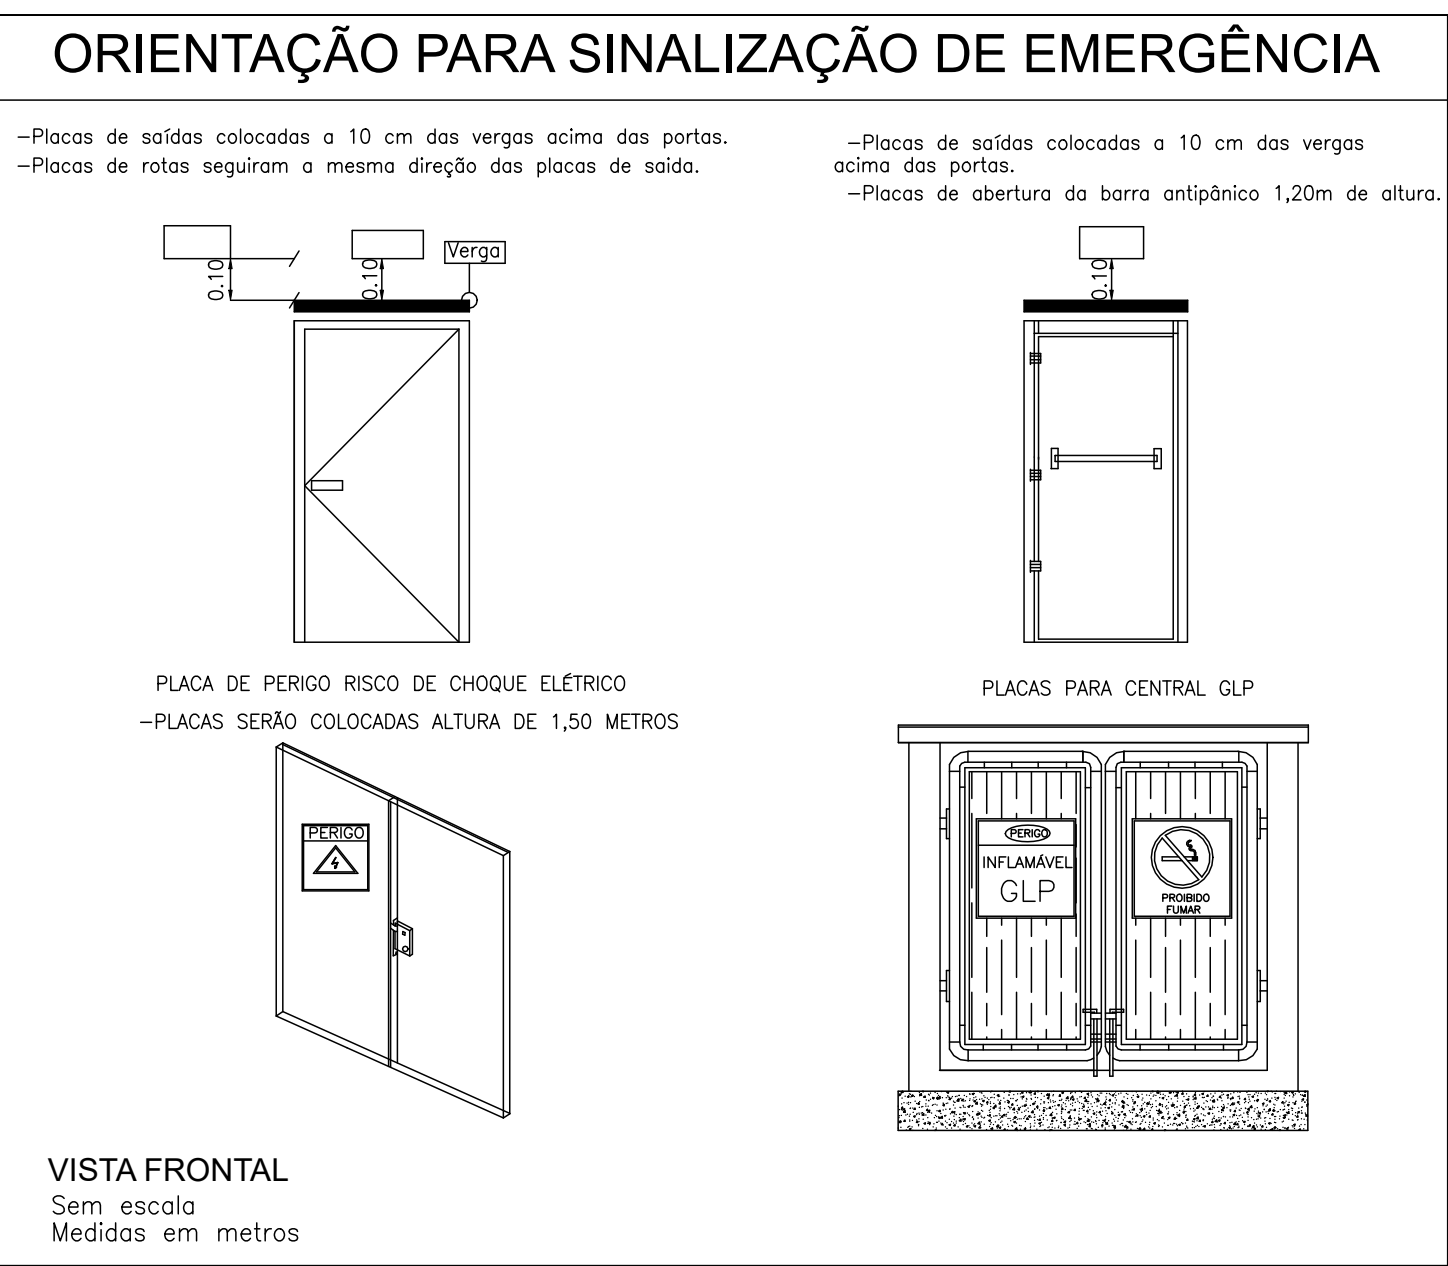 ORIENTAÇÃO PARA SINALIZAÇÃO DE EMERGÊNCIA
-Placas de saídas colocadas a 10 cm das vergas acima das portas.
-Placas de rotas seguiram a mesma direção das placas de saida.
-Placas de saídas colocadas a 10 cm das vergas
acima das portas.
-Placas de abertura da barra antipânico 1,20m de altura.
0.10
0.10
Verga
0.10
PLACA DE PERIGO RISCO DE CHOQUE ELÉTRICO
-PLACAS SERÃO COLOCADAS ALTURA DE 1,50 METROS
PERIGO
PLACAS PARA CENTRAL GLP
PERIGO
INFLAMÁVEL
GLP
PROIBIDO
FUMAR
VISTA FRONTAL
Sem escala
Medidas em metros